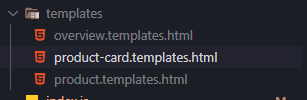 templates
overview.templates.html
product-card.templates.html
product.templates.html
index.js
M